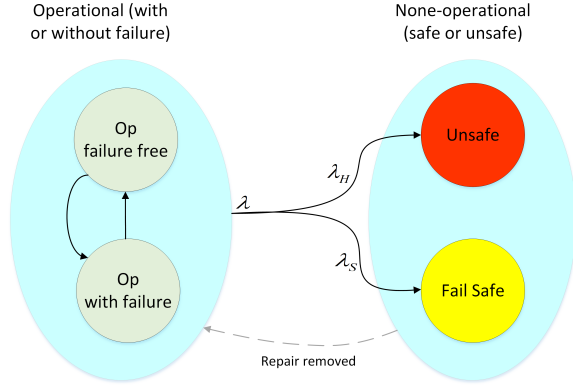 Operational (with
or without failure)
None-operational
(safe or unsafe)
Op
failure free
Unsafe
λH
λ
λS
Op
with failure
Fail Safe
Repair removed